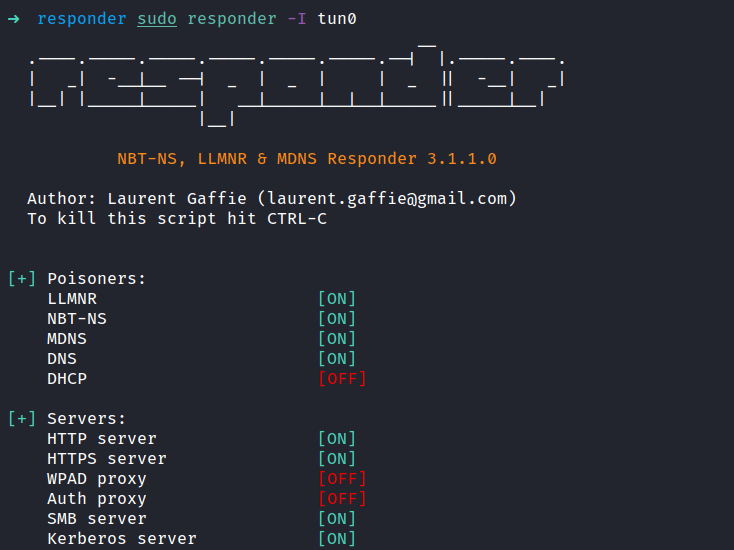 → responder sudo responder -I tun0
NBT-NS, LLMNR & MDNS Responder 3.1.1.0
Author: Laurent Gaffie (laurent.gaffie@gmail.com)
To kill this script hit CTRL-C
[+] Poisoners:
LLMNR [ON]
NBT-NS [ON]
MDNS [ON]
DNS [ON]
DHCP [OFF]
[+] Servers:
HTTP server [ON]
HTTPS server [ON]
WPAD proxy [OFF]
Auth proxy [OFF]
SMB server [ON]
Kerberos server [ON]